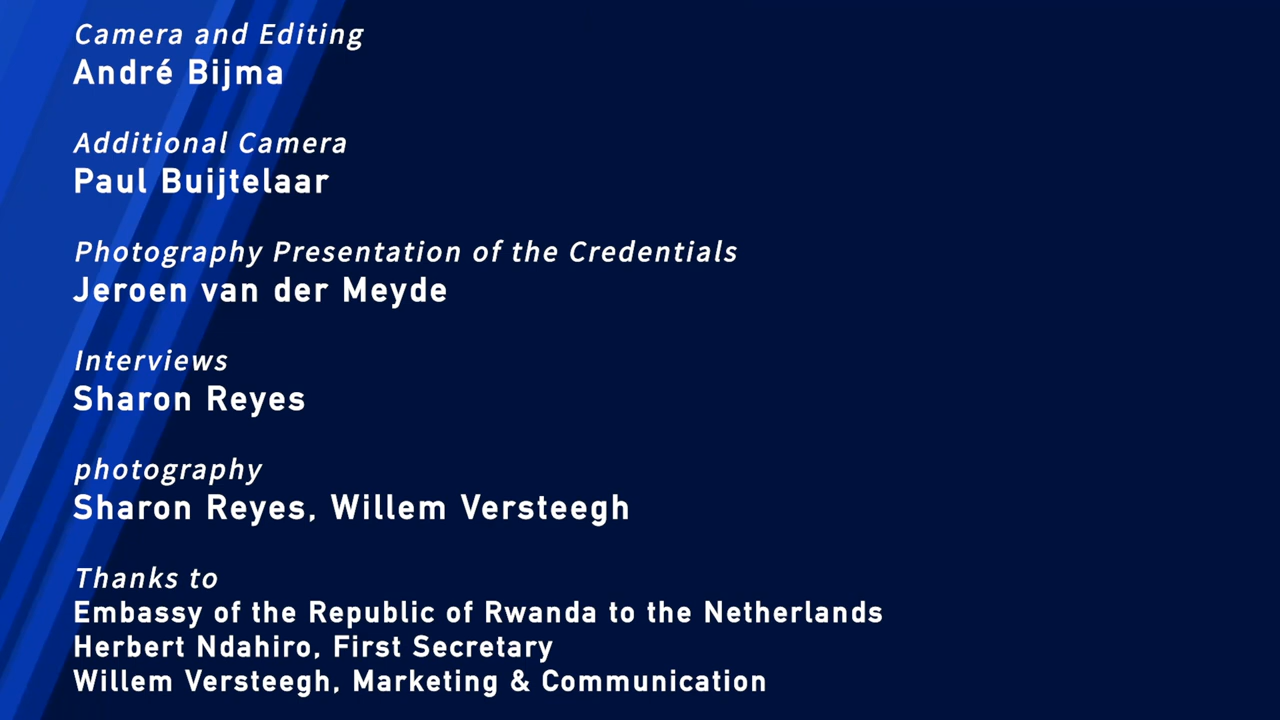 Camera and Editing
André Bijma
Additional Camera
Paul Buijtelaar
Photography Presentation of the Credentials
Jeroen van der Meyde
Interviews
Sharon Reyes
photography
Sharon Reyes, Willem Versteegh
Thanks to
Embassy of the Republic of Rwanda to the Netherlands
Herbert Ndahiro, First Secretary
Willem Versteegh, Marketing & Communication